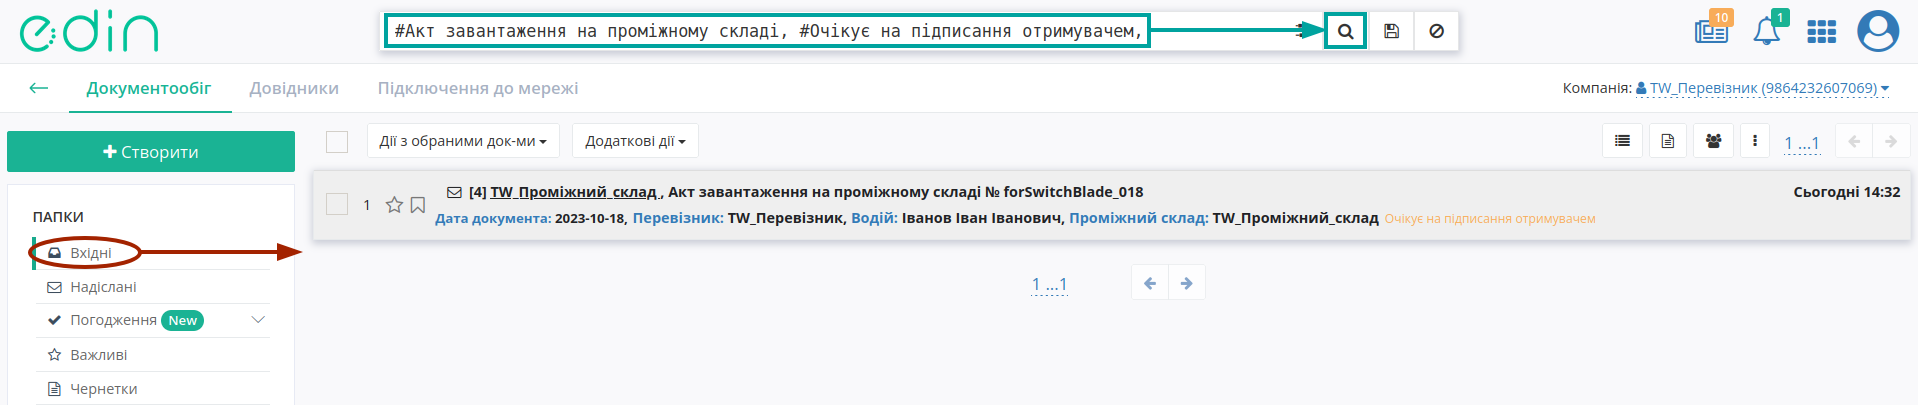 edin
#Акт завантаження на проміжному складі, #Очікує на підписання отримувачем,
10
1
Документообіг
Довідники
Підключення до мережі
Компанія: TW_Перевізник (9864232607069)
Створити
Дії з обраними док-ми
Додаткові дії
1 ...1
ПАПКИ
Вхідні
Надіслані
Погодження New
Важливі
Чернетки
1
[4] TW_Проміжний_склад , Акт завантаження на проміжному складі № forSwitchBlade_018
Сьогодні 14:32
Дата документа: 2023-10-18, Перевізник: TW_Перевізник, Водій: Іванов Іван Іванович, Проміжний склад: TW_Проміжний_склад Очікує на підписання отримувачем
1 ...1